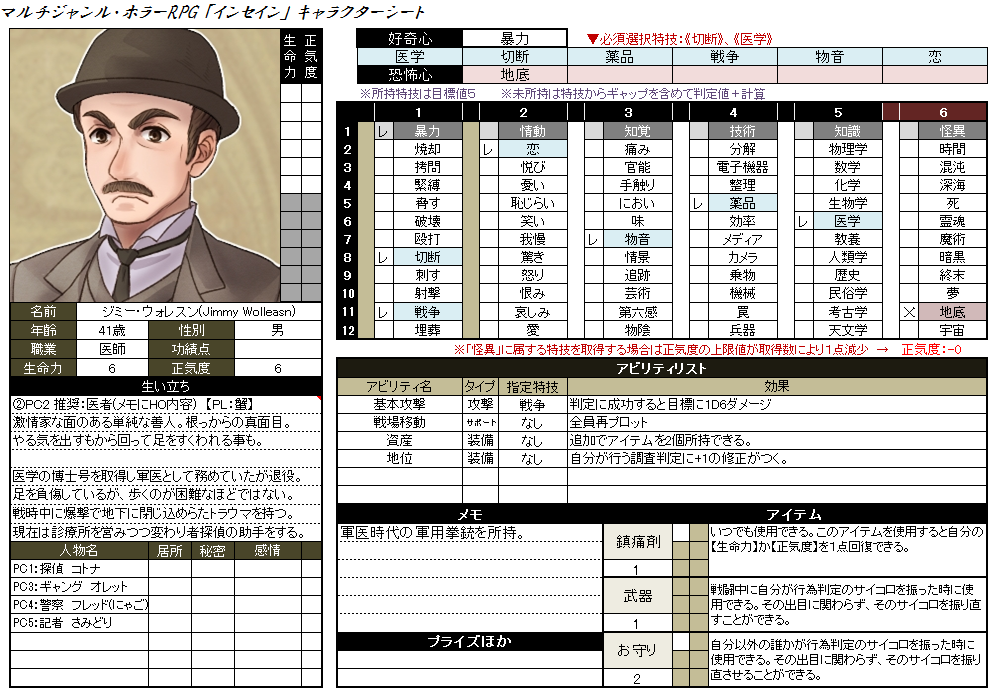 マルチジャンル・ホラーRPG 「インセイン」 キャラクターシート
生命力 正気度
好奇心 暴力 ▼必須選択特技：《切断》、《医学》
医学 切断 薬品 戦争 物音 恋
恐怖心 地底
※所持特技は目標値5 ※未所持は特技からギャップを含めて判定値＋計算
1 2 3 4 5 6
1 レ 暴力 情動 知覚 技術 知識 怪異
2 焼却 レ 恋 痛み 分解 物理学 時間
3 拷問 悦び 官能 電子機器 数学 混沌
4 緊縛 憂い 手触り 整理 化学 深海
5 脅す 恥じらい におい レ 薬品 生物学 死
6 破壊 笑い 味 効率 レ 医学 霊魂
7 殴打 我慢 レ 物音 メディア 教養 魔術
8 レ 切断 驚き 情景 カメラ 人類学 暗黒
9 刺す 怒り 追跡 乗物 歴史 終末
10 射撃 恨み 芸術 機械 民俗学 夢
11 レ 戦争 哀しみ 第六感 罠 考古学 × 地底
12 埋葬 愛 物陰 兵器 天文学 宇宙
※「怪異」に属する特技を取得する場合は正気度の上限値が取得数により1点減少 → 正気度：-0
名前 ジミー・ウォレスン(Jimmy Wolleasn)
年齢 41歳 性別 男
職業 医師 功績点
生命力 6 正気度 6
生い立ち
②PC2 推奨：医者(メモにHO内容) 【PL：蟹】
激情家な面のある単純な善人。根っからの真面目。
やる気を出すもから回って足をすくわれる事も。
医学の博士号を取得し軍医として務めていたが退役。
足を負傷しているが、歩くのが困難なほどではない。
戦時中に爆撃で地下に閉じ込めらたトラウマを持つ。
現在は診療所を営みつつ変わり者探偵の助手をする。
人物名 居所 秘密 感情
PC1：探偵 コトナ
PC3：ギャング オレット
PC4：警察 フレッド(にゃご)
PC5：記者 さみどり
アビリティリスト
アビリティ名 タイプ 指定特技 効果
基本攻撃 攻撃 戦争 判定に成功すると目標に1D6ダメージ
戦場移動 サポート なし 全員再プロット
資産 装備 なし 追加でアイテムを2個所持できる。
地位 装備 なし 自分が行う調査判定に+1の修正がつく。
メモ
軍医時代の軍用拳銃を所持。
プライズほか
アイテム
鎮痛剤 1 いつでも使用できる。このアイテムを使用すると自分の
【生命力】か【正気度】を1点回復できる。
武器 1 戦闘中に自分が行為判定のサイコロを振った時に使
用できる。その出目に関わらず、そのサイコロを振り直
すことができる。
お守り 2 自分以外の誰かが行為判定のサイコロを振った時に
使用できる。その出目に関わらず、そのサイコロを振り
直させることができる。